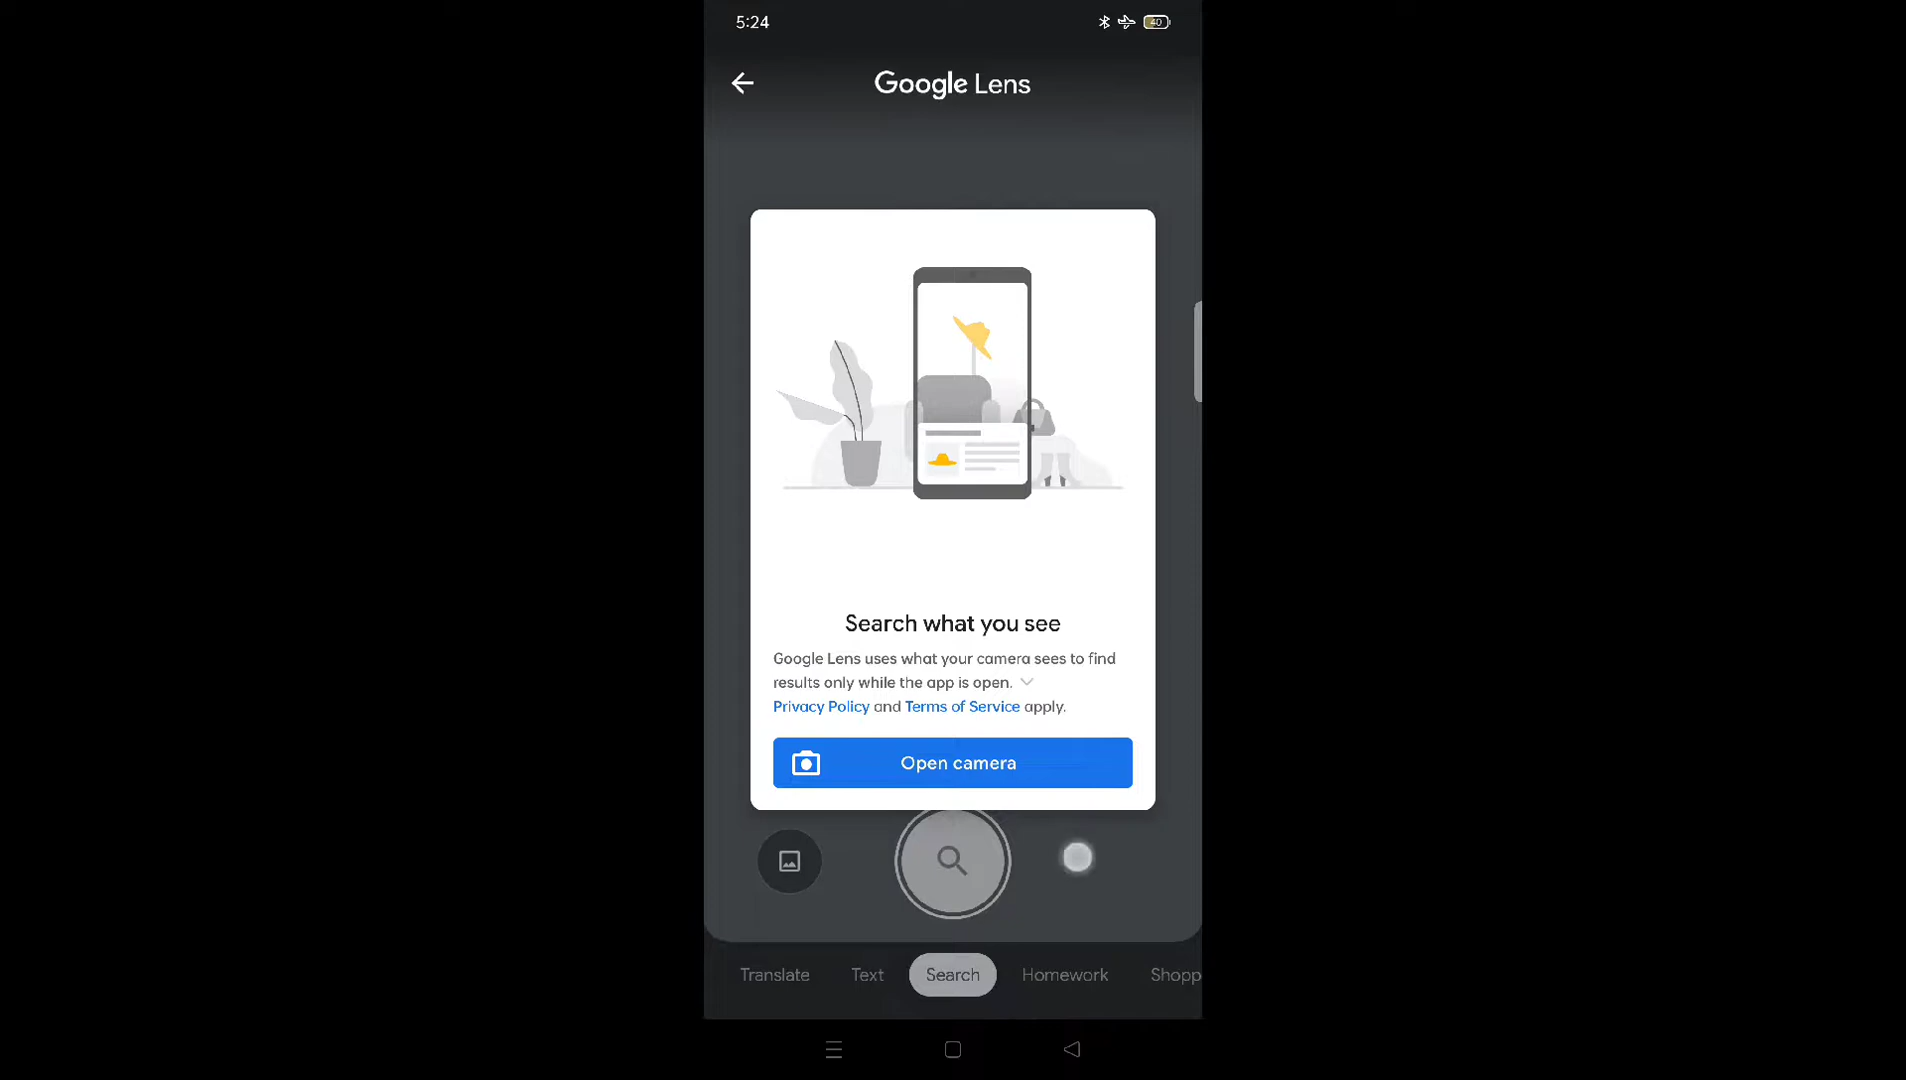 5:24
40
Google Lens
Search what you see
Google Lens uses what your camera sees to find
results only while the app is open.
Privacy Policy and Terms of Service apply.
Open camera
Translate Text Search Homework Shopp